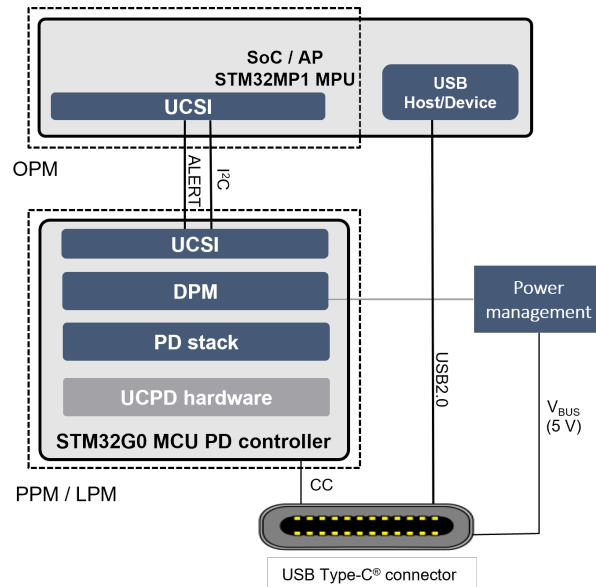 SoC / AP
STM32MP1 MPU
USB
Host/Device
UCSI
OPM
ALERT
I²C
UCSI
DPM
Power
management
PD stack
USB2.0
UCPD hardware
V_BUS
(5 V)
STM32G0 MCU PD controller
PPM / LPM
CC
USB Type-C® connector